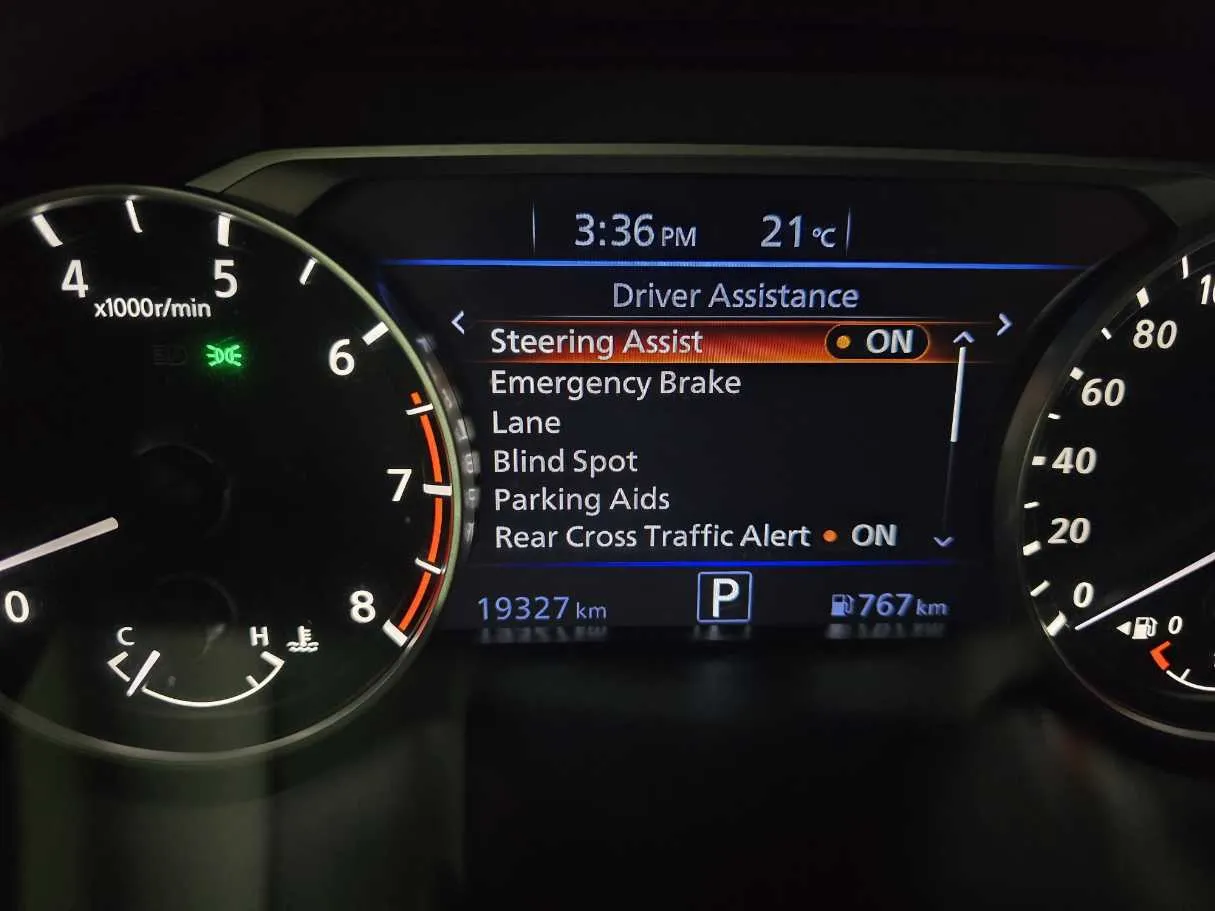 3:36 PM 21°C
Driver Assistance
Steering Assist ON
Emergency Brake
Lane
Blind Spot
Parking Aids
Rear Cross Traffic Alert ON
19327 km P 767 km
4 5 6 7 8 0
x1000r/min
C H
80
60
40
20
0
0